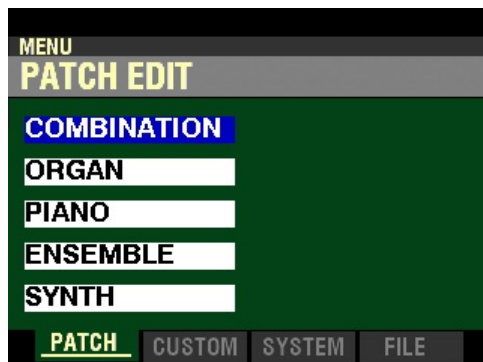 MENU
PATCH EDIT
COMBINATION
ORGAN
PIANO
ENSEMBLE
SYNTH
PATCH CUSTOM SYSTEM FILE